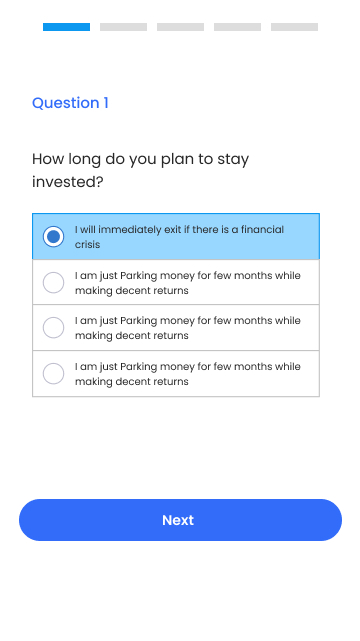 Question 1
How long do you plan to stay
invested?
I will immediately exit if there is a financial
crisis
I am just Parking money for few months while
making decent returns
I am just Parking money for few months while
making decent returns
I am just Parking money for few months while
making decent returns
Next